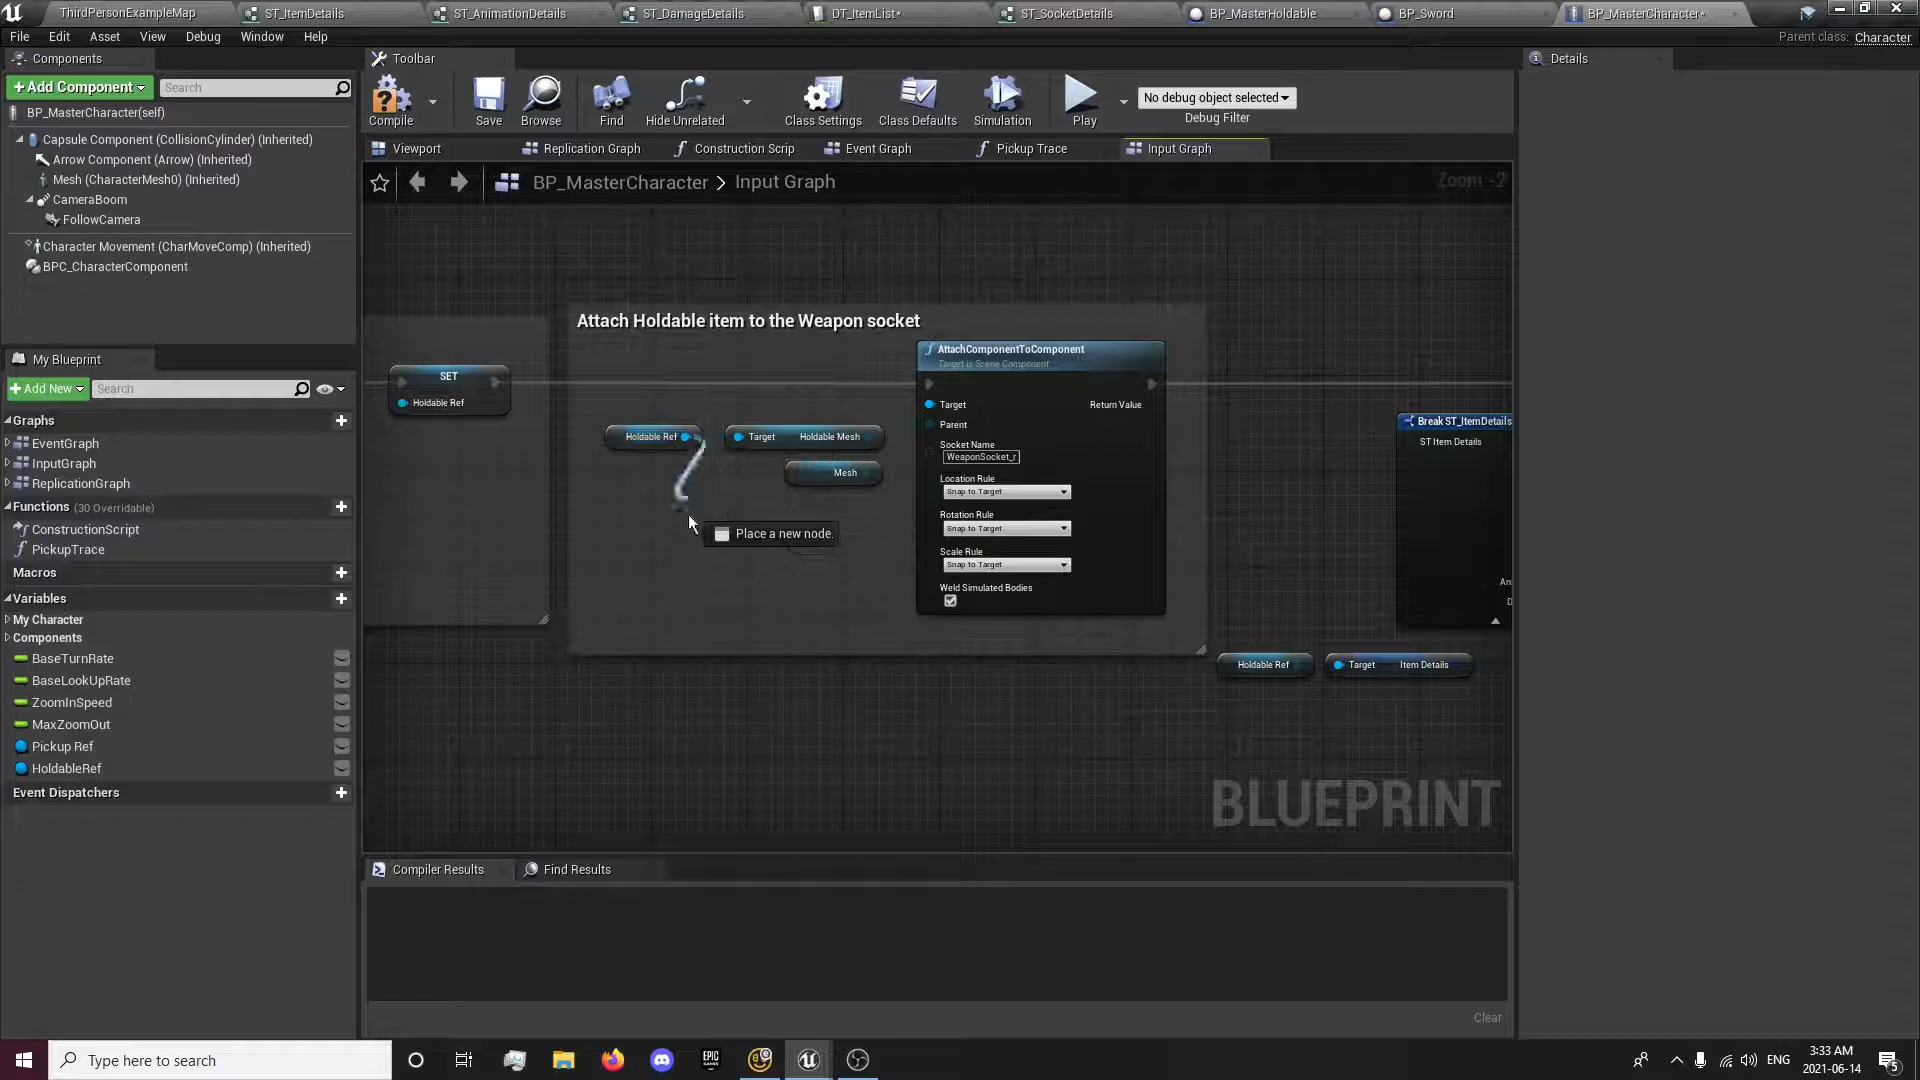 ThirdPersonExampleMap
ST_ItemDetails
ST_AnimationDetails
ST_DamageDetails
DT_ItemList*
ST_SocketDetails
BP_MasterHoldable
BP_Sword
BP_MasterCharacter*
File Edit Asset View Debug Window Help
Parent class: Character
Components
+Add Component
Search
BP_MasterCharacter(self)
Capsule Component (CollisionCylinder) (Inherited)
Arrow Component (Arrow) (Inherited)
Mesh (CharacterMesh0) (Inherited)
CameraBoom
FollowCamera
Character Movement (CharMoveComp) (Inherited)
BPC_CharacterComponent
My Blueprint
+Add New
Search
Graphs
EventGraph
InputGraph
ReplicationGraph
Functions (30 Overridable)
ConstructionScript
PickupTrace
Macros
Variables
My Character
Components
BaseTurnRate
BaseLookUpRate
ZoomInSpeed
MaxZoomOut
Pickup Ref
HoldableRef
Event Dispatchers
Toolbar
Compile
Save
Browse
Find
Hide Unrelated
Class Settings
Class Defaults
Simulation
Play
No debug object selected
Debug Filter
Viewport
Replication Graph
Construction Scrip
Event Graph
Pickup Trace
Input Graph
BP_MasterCharacter > Input Graph
Zoom -2
SET
Holdable Ref
Attach Holdable item to the Weapon socket
Holdable Ref
Target Holdable Mesh
Mesh
Place a new node.
AttachComponentToComponent
Target is Scene Component
Target Return Value
Parent
Socket Name
WeaponSocket_r
Location Rule
Snap to Target
Rotation Rule
Snap to Target
Scale Rule
Snap to Target
Weld Simulated Bodies
Break ST_ItemDetails
ST Item Details
An
D
Holdable Ref
Target Item Details
BLUEPRINT
Compiler Results
Find Results
Clear
Details
Type here to search
EPIC
GAMES
ENG
3:33 AM
2021-06-14
5